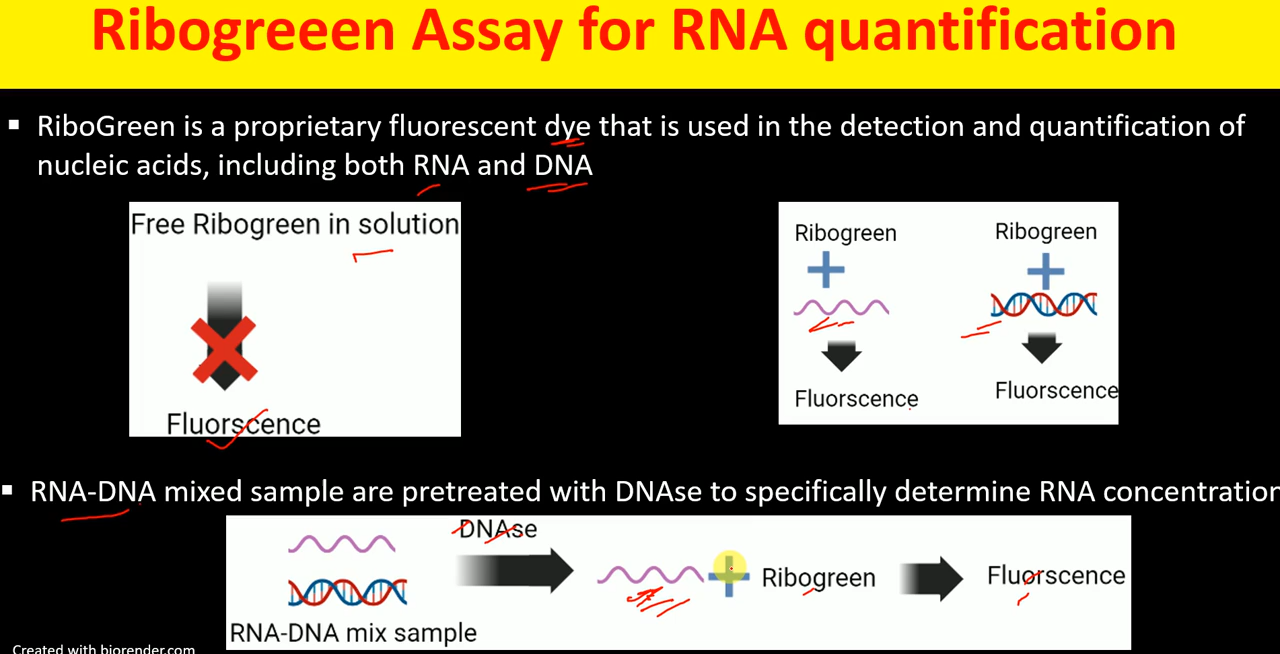 Ribogreeen Assay for RNA quantification
▪ RiboGreen is a proprietary fluorescent dye that is used in the detection and quantification of
nucleic acids, including both RNA and DNA
Free Ribogreen in solution
Fluorscence
Ribogreen
Fluorscence
Ribogreen
Fluorscence
▪ RNA-DNA mixed sample are pretreated with DNAse to specifically determine RNA concentration
DNAse
Ribogreen
Fluorscence
RNA-DNA mix sample
Created with biorender.com